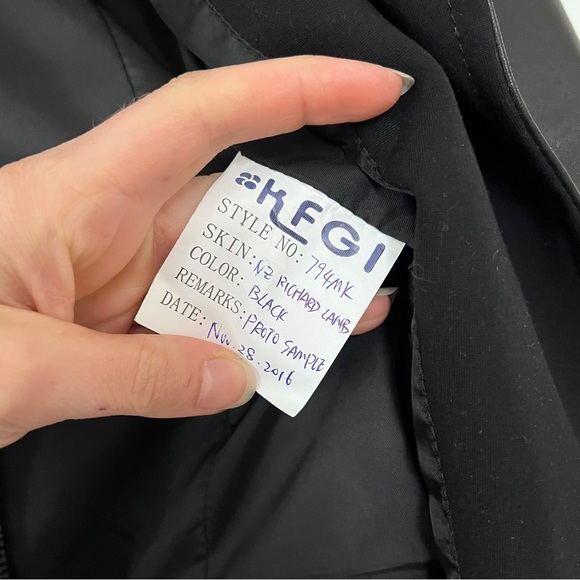 KFGI
STYLE NO: 794MK
SKIN: NZ RICHARD LAMB
COLOR: BLACK
REMARKS: PROTO SAMPLE
DATE: Nov. 28. 2016